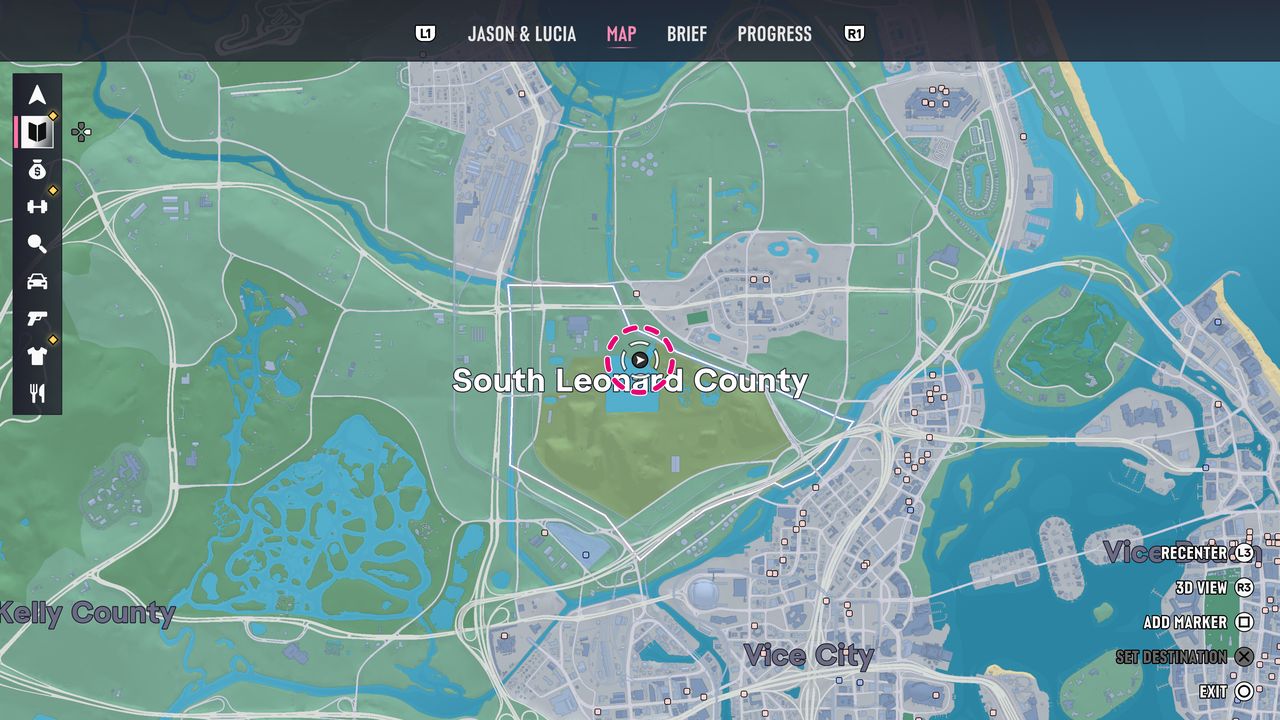 L1 JASON & LUCIA MAP BRIEF PROGRESS R1
South Leonard County
Vice
RECENTER L3
3D VIEW R3
ADD MARKER
Kelly County
Vice City
SET DESTINATION
EXIT